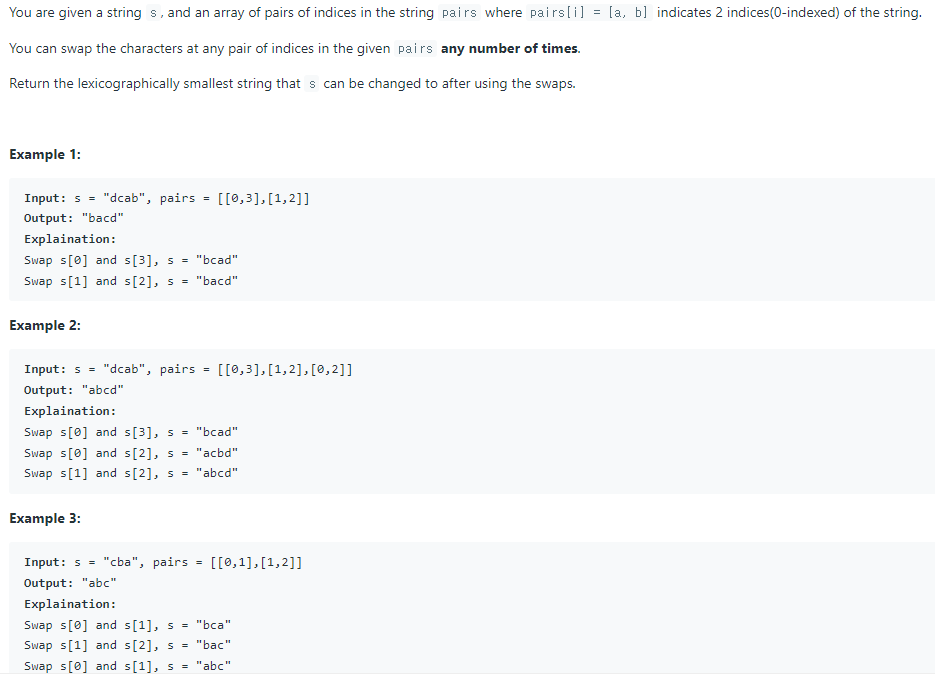 You are given a string s, and an array of pairs of indices in the string pairs where pairs[i] = [a, b] indicates 2 indices(0-indexed) of the string.
You can swap the characters at any pair of indices in the given pairs any number of times.
Return the lexicographically smallest string that s can be changed to after using the swaps.
Example 1:
Input: s = "dcab", pairs = [[0,3],[1,2]]
Output: "bacd"
Explaination:
Swap s[0] and s[3], s = "bcad"
Swap s[1] and s[2], s = "bacd"
Example 2:
Input: s = "dcab", pairs = [[0,3],[1,2],[0,2]]
Output: "abcd"
Explaination:
Swap s[0] and s[3], s = "bcad"
Swap s[0] and s[2], s = "acbd"
Swap s[1] and s[2], s = "abcd"
Example 3:
Input: s = "cba", pairs = [[0,1],[1,2]]
Output: "abc"
Explaination:
Swap s[0] and s[1], s = "bca"
Swap s[1] and s[2], s = "bac"
Swap s[0] and s[1], s = "abc"